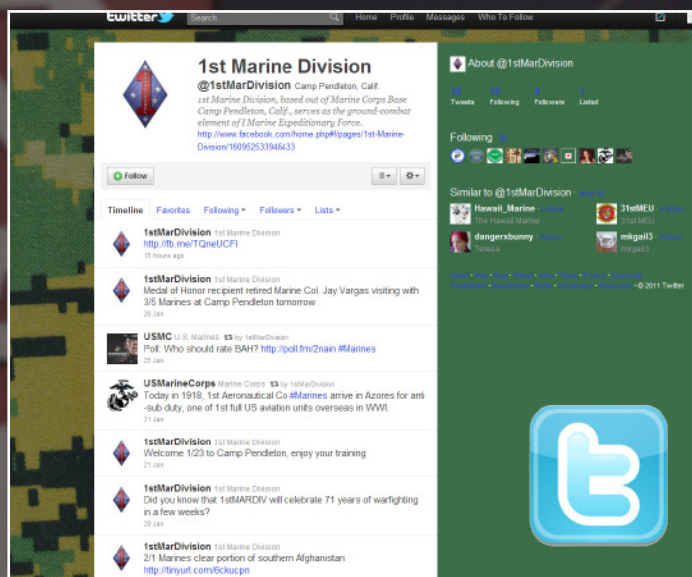 twitter
Search
Home Profile Messages Who To Follow
1st Marine Division
@1stMarDivision Camp Pendleton, Calif.
1st Marine Division, based out of Marine Corps Base
Camp Pendleton, Calif., serves as the ground-combat
element of I Marine Expeditionary Force.
http://www.facebook.com/home.php#!/pages/1st-Marine-
Division/160952533946433
Follow
Timeline Favorites Following Followers Lists
1stMarDivision 1st Marine Division
http://fb.me/TQneUCFI
15 hours ago
1stMarDivision 1st Marine Division
Medal of Honor recipient retired Marine Col. Jay Vargas visiting with
3/5 Marines at Camp Pendleton tomorrow
26 Jan
USMC U.S. Marines by 1stMarDivision
Poll: Who should rate BAH? http://poll.fm/2nain #Marines
25 Jan
USMarineCorps Marine Corps by 1stMarDivision
Today in 1918, 1st Aeronautical Co #Marines arrive in Azores for anti
-sub duty, one of 1st full US aviation units overseas in WWI.
21 Jan
1stMarDivision 1st Marine Division
Welcome 1/23 to Camp Pendleton, enjoy your training
21 Jan
1stMarDivision 1st Marine Division
Did you know that 1stMARDIV will celebrate 71 years of warfighting
in a few weeks?
20 Jan
1stMarDivision 1st Marine Division
2/1 Marines clear portion of southern Afghanistan
http://tinyurl.com/6ckucpn
About @1stMarDivision
Tweets Following Followers Listed
Following
Similar to @1stMarDivision
Hawaii_Marine
The Hawaii Marine
31stMEU
31st MEU
dangerxbunny
Teresa
mkgail3
mkgail3
© 2011 Twitter
t